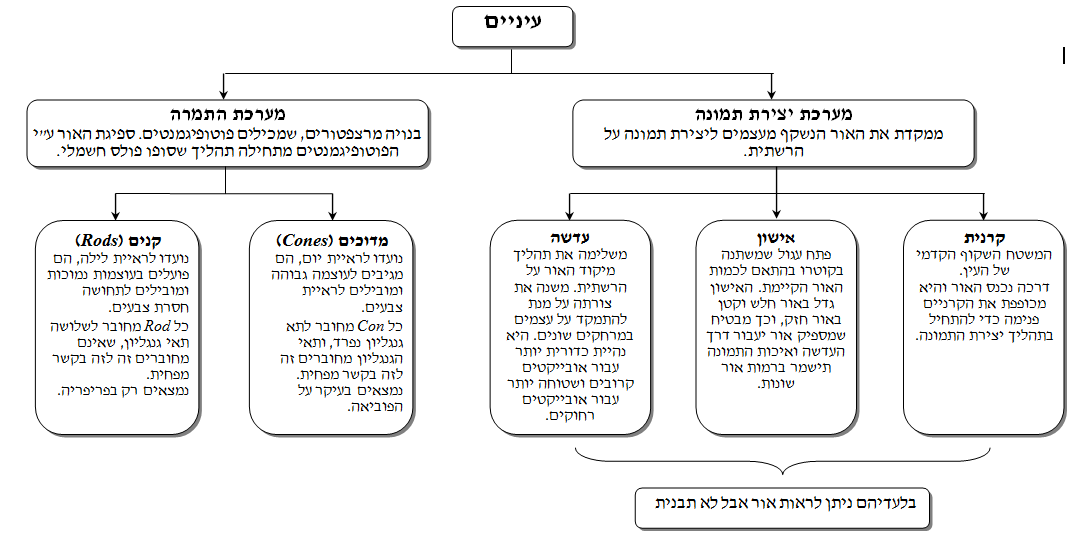 עיניים
מערכת יצירת תמונה
ממקדת את האור הנשקף מעצמים ליצירת תמונה על
הרשתית.
מערכת התמרה
בנויה מרצפטורים, שמכילים פוטופיגמנטים. ספיגת האור ע״י
הפוטופיגמנטים מתחילה תהליך שסופו פולס חשמלי.
קרנית
המשטח השקוף הקדמי
של העין.
דרכה נכנס האור והיא
מכופפת את הקרניים
פנימה כדי להתחיל
בתהליך יצירת התמונה.
אישון
פתח עגול שמשתנה
בקוטרו בהתאם לכמות
האור הקיימת. האישון
גדל באור חלש וקטן
באור חזק, וכך מבטיח
שמספיק אור יעבור דרך
העדשה ואיכות התמונה
תישמר ברמות אור
שונות.
עדשה
משלימה את תהליך
מיקוד האור על
הרשתית. משנה את
צורתה על מנת
להתמקד על עצמים
במרחקים שונים. היא
נהיית כדורית יותר
עבור אובייקטים
קרובים ושטוחה יותר
עבור אובייקטים
רחוקים.
מדוכים (Cones)
נועדו לראיית יום, הם
מגיבים לעוצמה גבוהה
ומובילים לראיית
צבעים.
כל Con מחובר לתא
גנגליון נפרד, ותאי
הגנגליון מחוברים זה
לזה בקשר מפחית.
נמצאים בעיקר על
הפוביאה.
קנים (Rods)
נועדו לראיית לילה, הם
פועלים בעוצמות נמוכות
ומובילים לתחושה
חסרת צבעים.
כל Rod מחובר לשלושה
תאי גנגליון, שאינם
מחוברים זה לזה בקשר
מפחית.
נמצאים רק בפריפריה.
בלעדיהם ניתן לראות אור אבל לא תבנית